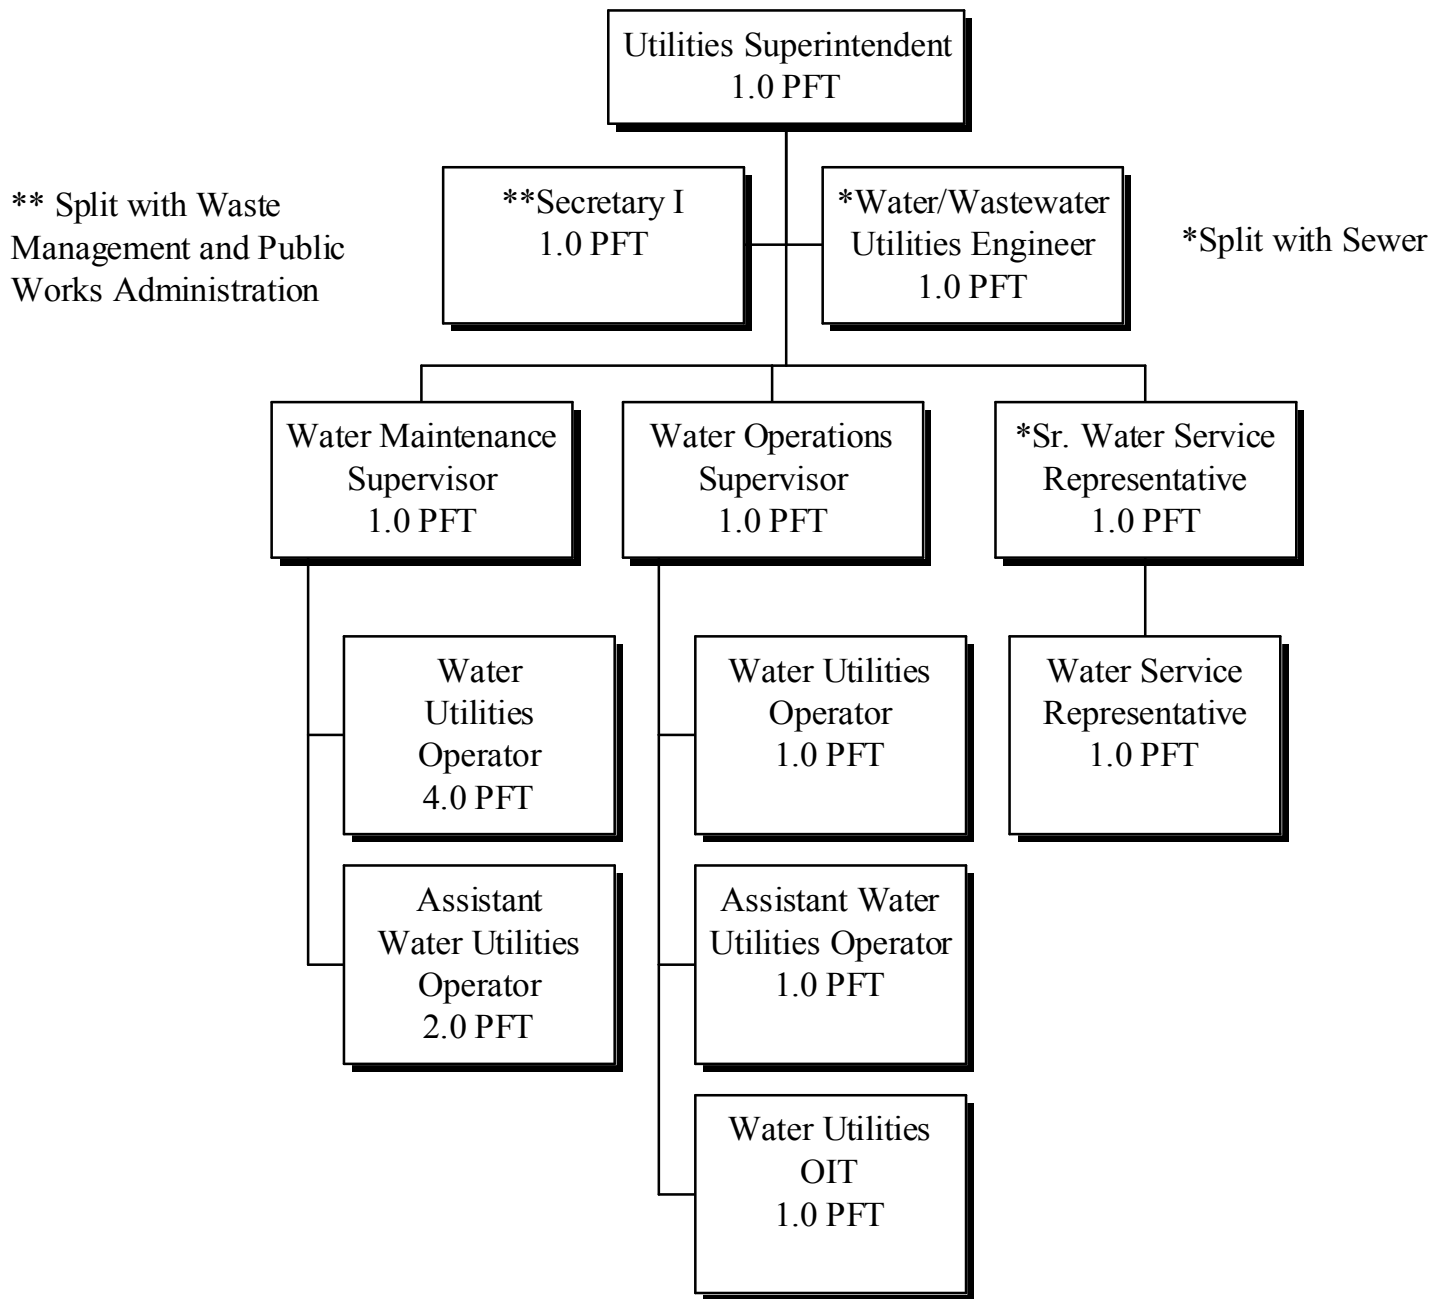 Utilities Superintendent
1.0 PFT
** Split with Waste
Management and Public
Works Administration
**Secretary I
1.0 PFT
*Water/Wastewater
Utilities Engineer
1.0 PFT
*Split with Sewer
Water Maintenance
Supervisor
1.0 PFT
Water Operations
Supervisor
1.0 PFT
*Sr. Water Service
Representative
1.0 PFT
Water
Utilities
Operator
4.0 PFT
Water Utilities
Operator
1.0 PFT
Water Service
Representative
1.0 PFT
Assistant
Water Utilities
Operator
2.0 PFT
Assistant Water
Utilities Operator
1.0 PFT
Water Utilities
OIT
1.0 PFT